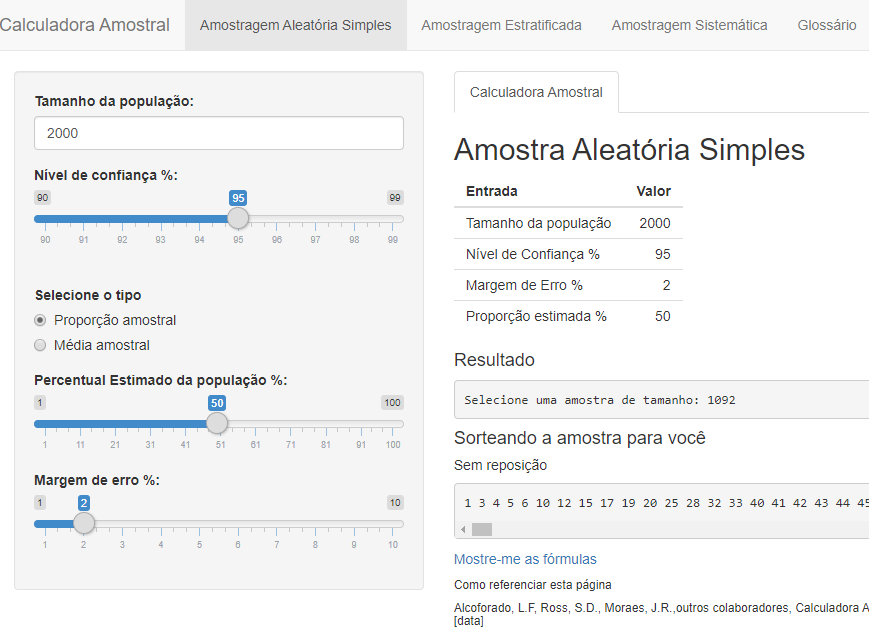 Calculadora Amostral
Amostragem Aleatória Simples
Amostragem Estratificada
Amostragem Sistemática
Glossário
Tamanho da população:
2000
Nível de confiança %:
90 95 99
90 91 92 93 94 95 96 97 98 99
Selecione o tipo
Proporção amostral
Média amostral
Percentual Estimado da população %:
1 50 100
1 11 21 31 41 51 61 71 81 91 100
Margem de erro %:
1 2 10
1 2 3 4 5 6 7 8 9 10
Calculadora Amostral
Amostra Aleatória Simples
Entrada Valor
Tamanho da população 2000
Nível de Confiança % 95
Margem de Erro % 2
Proporção estimada % 50
Resultado
Selecione uma amostra de tamanho: 1092
Sorteando a amostra para você
Sem reposição
1 3 4 5 6 10 12 15 17 19 20 25 28 32 33 40 41 42 43 44 45
Mostre-me as fórmulas
Como referenciar esta página
Alcoforado, L.F, Ross, S.D., Moraes, J.R.,outros colaboradores, Calculadora A
[data]